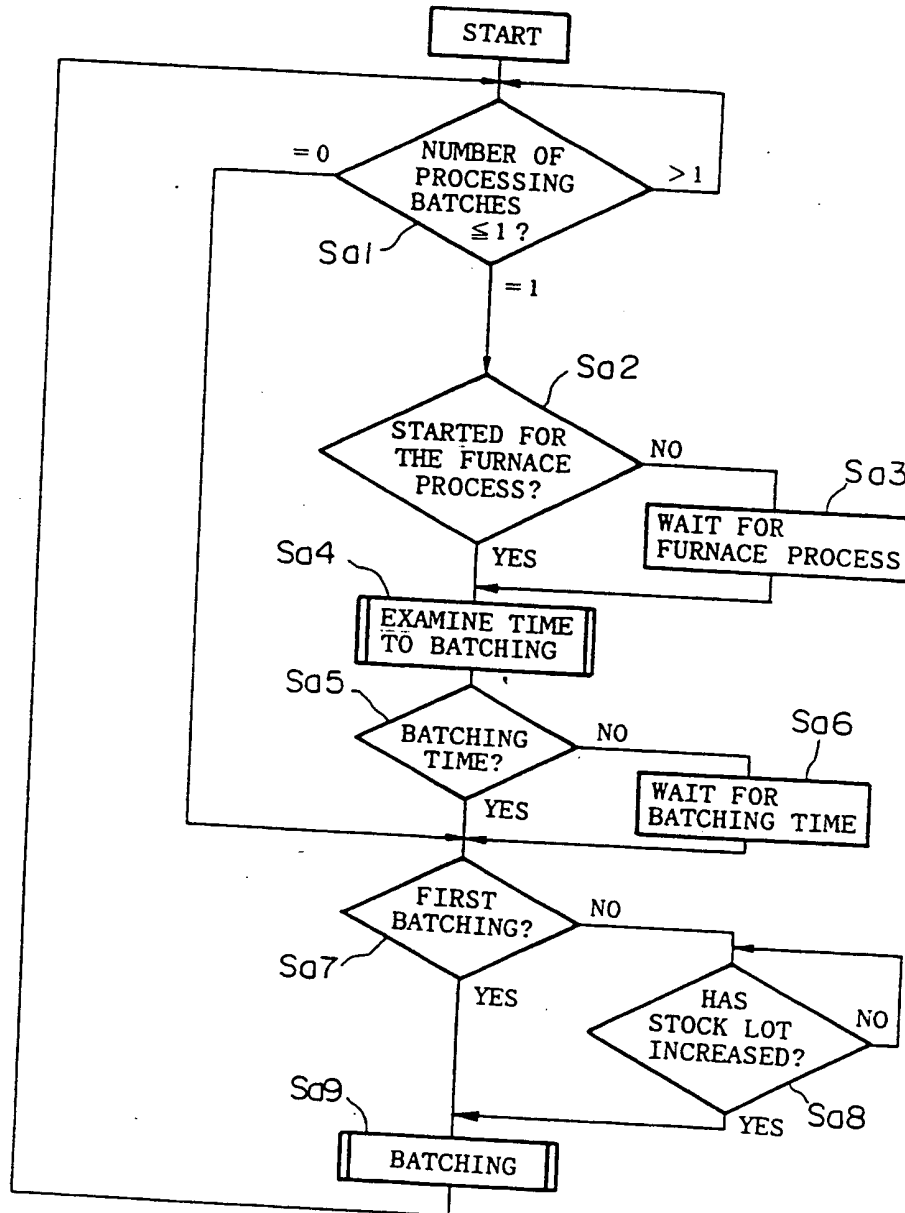 START
= 0
NUMBER OF
PROCESSING
BATCHES
≦1?
>1
Sa1
= 1
Sa2
STARTED FOR
THE FURNACE
PROCESS?
NO
Sa3
WAIT FOR
FURNACE PROCESS
YES
Sa4
EXAMINE TIME
TO BATCHING
Sa5
BATCHING
TIME?
NO
Sa6
WAIT FOR
BATCHING TIME
YES
FIRST
BATCHING?
NO
Sa7
YES
HAS
STOCK LOT
INCREASED?
NO
Sa8
YES
Sa9
BATCHING